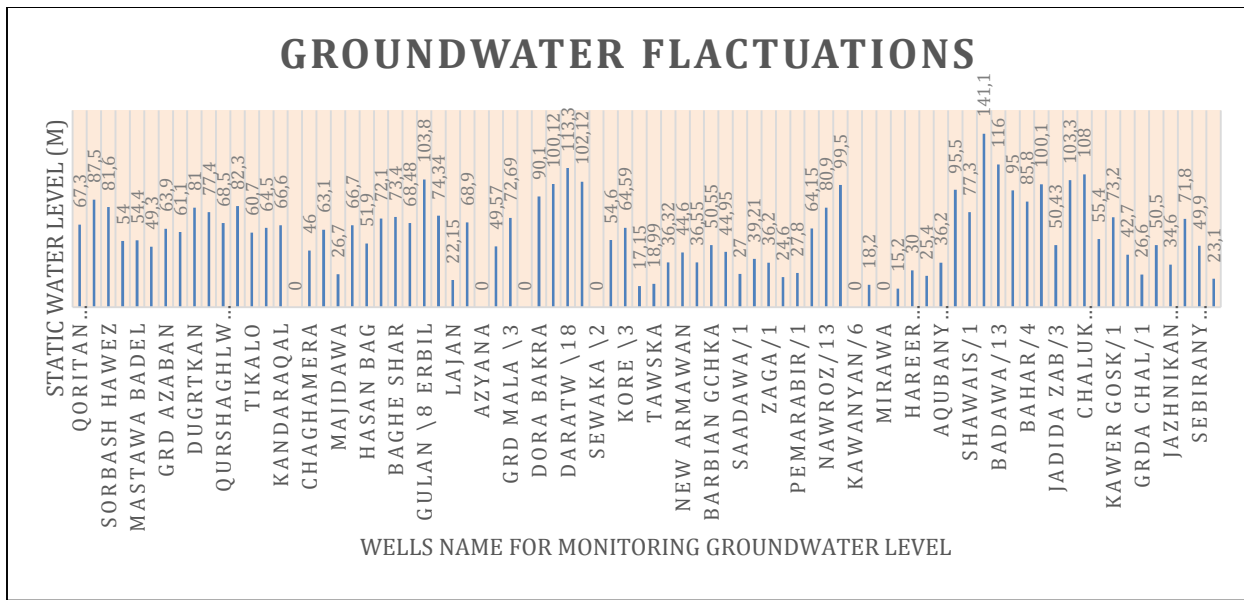 GROUNDWATER FLACTUATIONS
STATIC WATER LEVEL (M)
67,3
87,5
81,6
54
54,4
49,3
63,9
61,1
81
77,4
68,5
82,3
60,7
64,5
66,6
0
46
63,1
26,7
66,7
51,9
72,1
73,4
68,48
103,8
74,34
22,15
68,9
0
49,57
72,69
0
90,1
100,12
113,3
102,12
0
54,6
64,59
17,15
18,99
36,32
44,6
36,55
50,55
44,95
27
39,21
36,2
24,6
27,8
64,15
80,9
99,5
0
18,2
0
15,2
30
25,4
36,2
95,5
77,3
141,1
116
95
85,8
100,1
50,43
103,3
108
55,4
73,2
42,7
26,6
50,5
34,6
71,8
49,9
23,1
QORITAN...
SORBASH HAWEZ
MASTAWA BADEL
GRD AZABAN
DUGRTKAN
QURSHAGHLW...
TIKALO
KANDARAQAL
CHAGHAMERA
MAJIDAWA
HASAN BAG
BAGHE SHAR
GULAN \8 ERBIL
LAJAN
AZYANA
GRD MALA \3
DORA BAKRA
DARATW \18
SEWAKA \2
KORE \3
TAWSKA
NEW ARMAWAN
BARBIAN GCHKA
SAADAWA/1
ZAGA/1
PEMARABIR/1
NAWROZ/13
KAWANYAN/6
MIRAWA
HAREER...
AQUBANY...
SHAWAIS/1
BADAWA/13
BAHAR/4
JADIDA ZAB/3
CHALUK...
KAWER GOSK/1
GRDA CHAL/1
JAZHNIKAN...
SEBIRANY...
WELLS NAME FOR MONITORING GROUNDWATER LEVEL